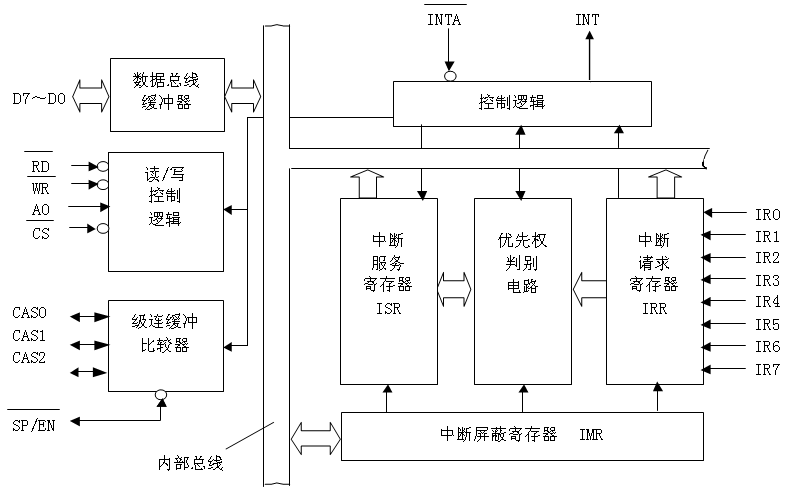 INTA
INT
数据总线
缓冲器
D7～D0
控制逻辑
RD
WR
A0
CS
读/写
控制
逻辑
中断
服务
寄存器
ISR
优先权
判别
电路
中断
请求
寄存器
IRR
IR0
IR1
IR2
IR3
IR4
IR5
IR6
IR7
CAS0
CAS1
CAS2
级连缓冲
比较器
SP/EN
内部总线
中断屏蔽寄存器 IMR